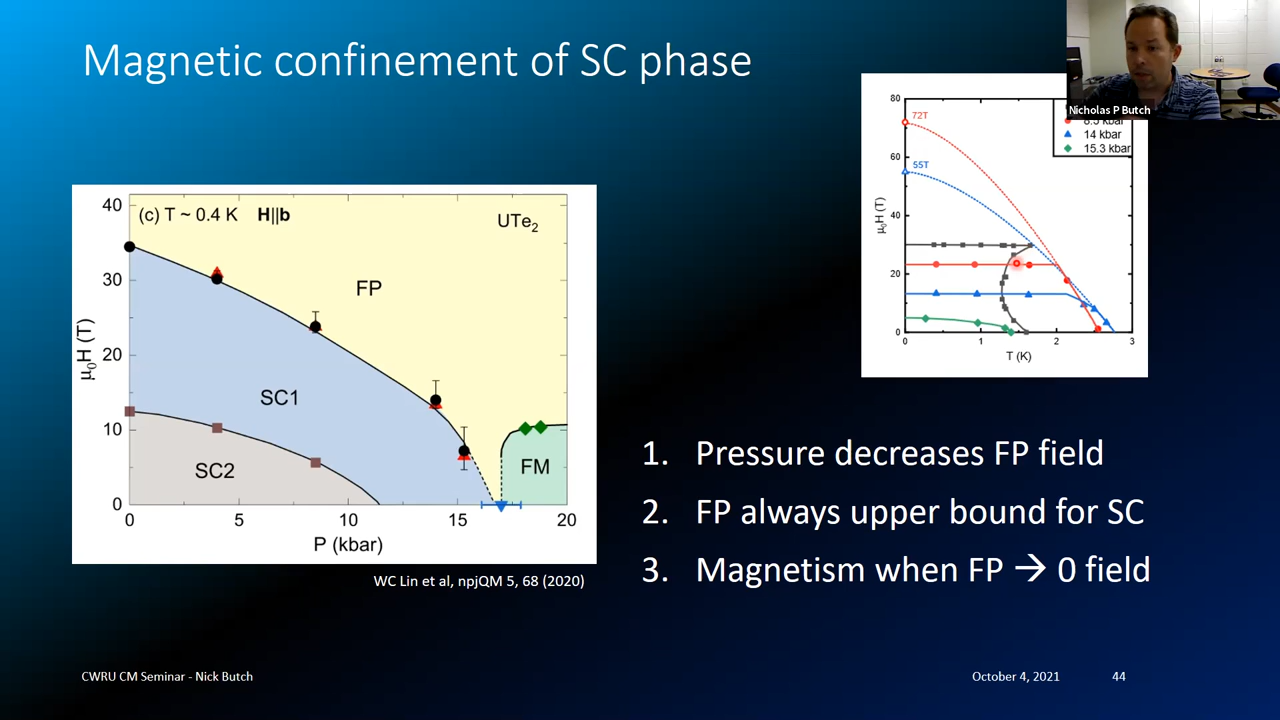 Magnetic confinement of SC phase
Nicholas P Butch
40
30
20
10
0
μ₀H (T)
(c) T ~ 0.4 K H||b
UTe₂
FP
SC1
SC2
FM
0 5 10 15 20
P (kbar)
WC Lin et al, npjQM 5, 68 (2020)
80
60
40
20
0
μ₀H (T)
72T
55T
14 kbar
15.3 kbar
0 1 2 3
T (K)
1. Pressure decreases FP field
2. FP always upper bound for SC
3. Magnetism when FP → 0 field
CWRU CM Seminar - Nick Butch
October 4, 2021
44